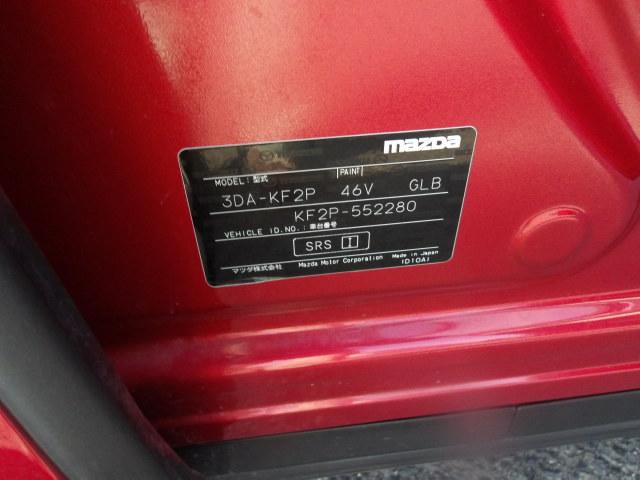 mazda
MODEL:型式 PAINT
3DA-KF2P 46V GLB
KF2P-552280
VEHICLE ID.NO.:車台番号
SRS I
マツダ株式会社 Mazda Motor Corporation Made in Japan
ID10A1